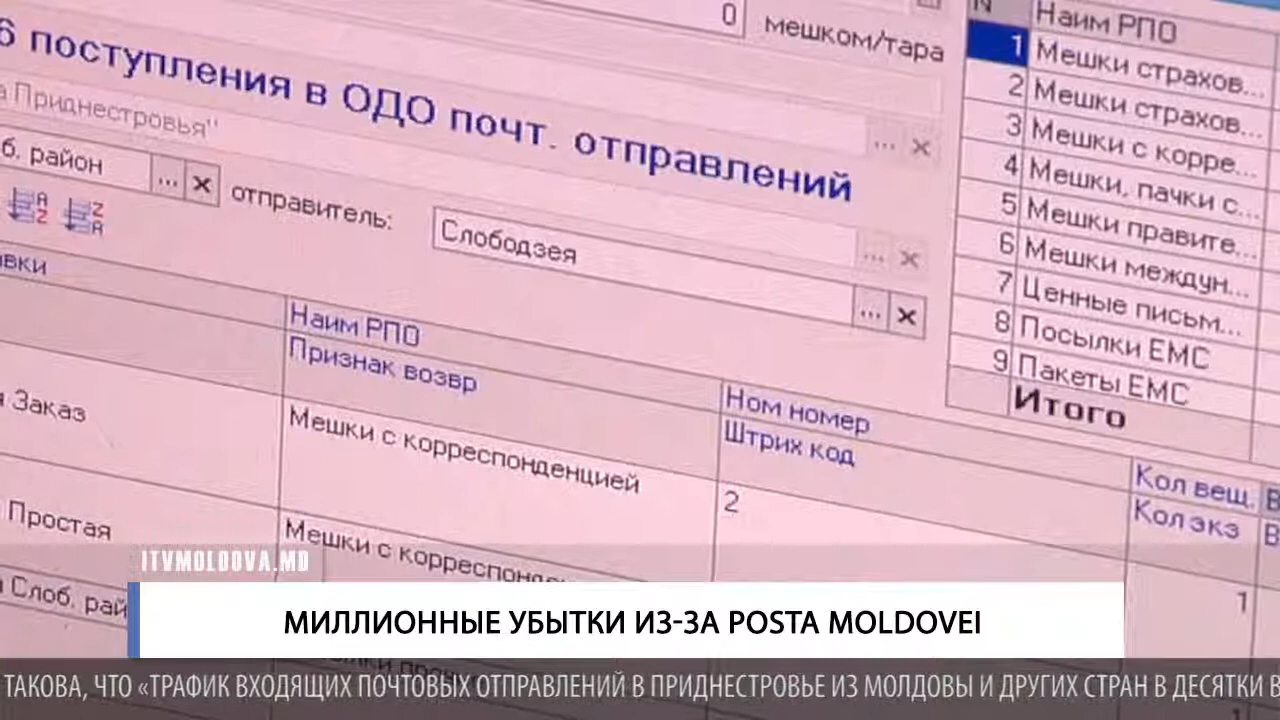 0 мешком/тара
6 поступления в ОДО почт. отправлений
а Приднестровья"
б. район ... x отправитель:
Слободзея
вки
Наим РПО
Признак возвр
Ном номер
Штрих код
Кол вещ.
Кол экз
Заказ
Мешки с корреспонденцией
2
Простая
Мешки с корреспонде
1
Слоб. рай
N Наим РПО
1 Мешки страхов...
2 Мешки страхов...
3 Мешки с корре...
4 Мешки, пачки с...
5 Мешки правите...
6 Мешки междун...
7 Ценные письм...
8 Посылки ЕМС
9 Пакеты ЕМС
Итого
ITVMOLDOVA.MD
МИЛЛИОННЫЕ УБЫТКИ ИЗ-ЗА POSTA MOLDOVEI
ТАКОВА, ЧТО «ТРАФИК ВХОДЯЩИХ ПОЧТОВЫХ ОТПРАВЛЕНИЙ В ПРИДНЕСТРОВЬЕ ИЗ МОЛДОВЫ И ДРУГИХ СТРАН В ДЕСЯТКИ В